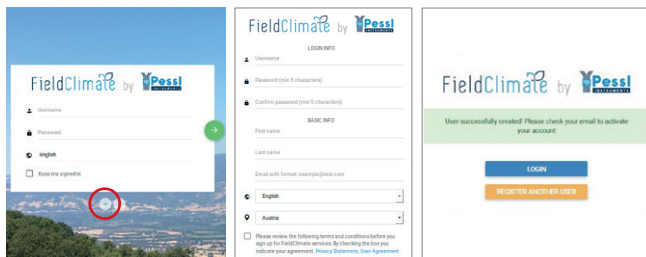 FieldClimate by Pessl
INSTRUMENTS
Username
Password
English
Keep me signed in
FieldClimate by Pessl
INSTRUMENTS
LOGIN INFO
Username
Password (min 5 characters)
Confirm password (min 5 characters)
BASIC INFO
First name
Last name
Email with format: example@test.com
English
Austria
Please review the following terms and conditions before you
sign up for FieldClimate services. By checking the box you
indicate your agreement. Privacy Statement, User Agreement
FieldClimate by Pessl
INSTRUMENTS
User successfully created! Please check your email to activate
your account
LOGIN
REGISTER ANOTHER USER